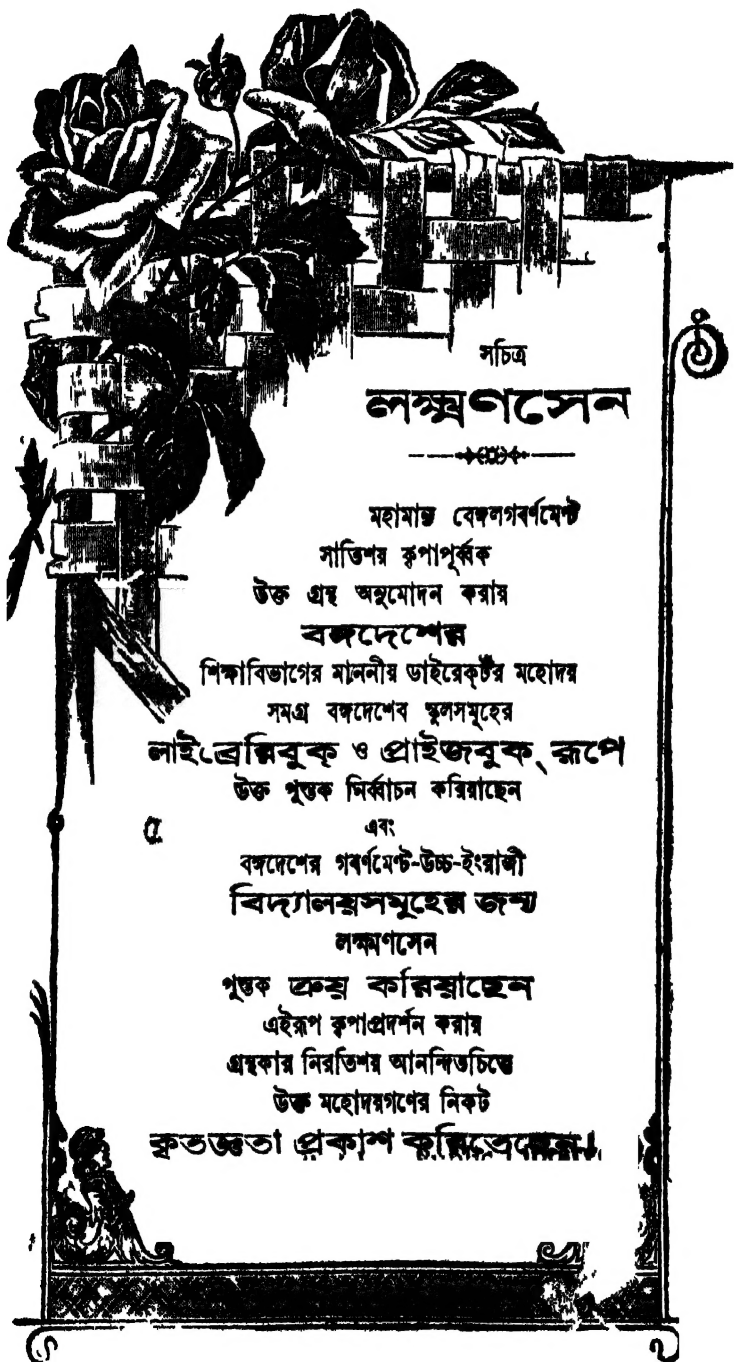 সচিত্র
লক্ষ্মণসেন
মহামান্য বেঙ্গলগবর্ণমেণ্ট
সাতিশয় কৃপাপূর্ব্বক
উক্ত গ্রন্থ অনুমোদন করায়
বঙ্গদেশের
শিক্ষাবিভাগের মাননীয় ডাইরেক্টর মহোদয়
সমগ্র বঙ্গদেশেব স্কুলসমূহের
লাইব্রেরিবুক্ ও প্রাইজবুক্ রূপে
উক্ত পুস্তক নির্ব্বাচন করিয়াছেন
এবং
বঙ্গদেশের গবর্ণমেণ্ট-উচ্চ-ইংরাজী
বিদ্যালয়সমূহের জন্য
লক্ষ্মণসেন
পুস্তক ক্রয় করিয়াছেন
এইরূপ কৃপাপ্রদর্শন করায়
গ্রন্থকার নিরতিশয় আনন্দিতচিত্তে
উক্ত মহোদয়গণের নিকট
কৃতজ্ঞতা প্রকাশ করিতেছেন।